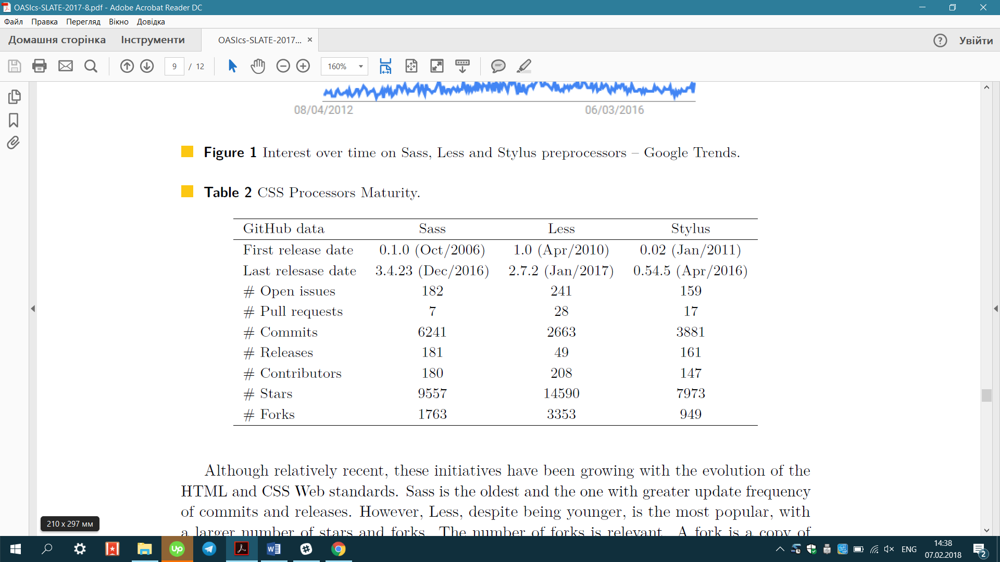 OASIcs-SLATE-2017-8.pdf - Adobe Acrobat Reader DC
Файл Правка Перегляд Вікно Довідка
Домашня сторінка Інструменти OASIcs-SLATE-2017... × ? Увійти
9 / 12 160%
08/04/2012 06/03/2016
Figure 1 Interest over time on Sass, Less and Stylus preprocessors – Google Trends.
Table 2 CSS Processors Maturity.
GitHub data Sass Less Stylus
First release date 0.1.0 (Oct/2006) 1.0 (Apr/2010) 0.02 (Jan/2011)
Last relesase date 3.4.23 (Dec/2016) 2.7.2 (Jan/2017) 0.54.5 (Apr/2016)
# Open issues 182 241 159
# Pull requests 7 28 17
# Commits 6241 2663 3881
# Releases 181 49 161
# Contributors 180 208 147
# Stars 9557 14590 7973
# Forks 1763 3353 949
Although relatively recent, these initiatives have been growing with the evolution of the
HTML and CSS Web standards. Sass is the oldest and the one with greater update frequency
of commits and releases. However, Less, despite being younger, is the most popular, with
a larger number of stars and forks. The number of forks is relevant. A fork is a copy of
210 x 297 мм
up W ENG 14:38
07.02.2018 2